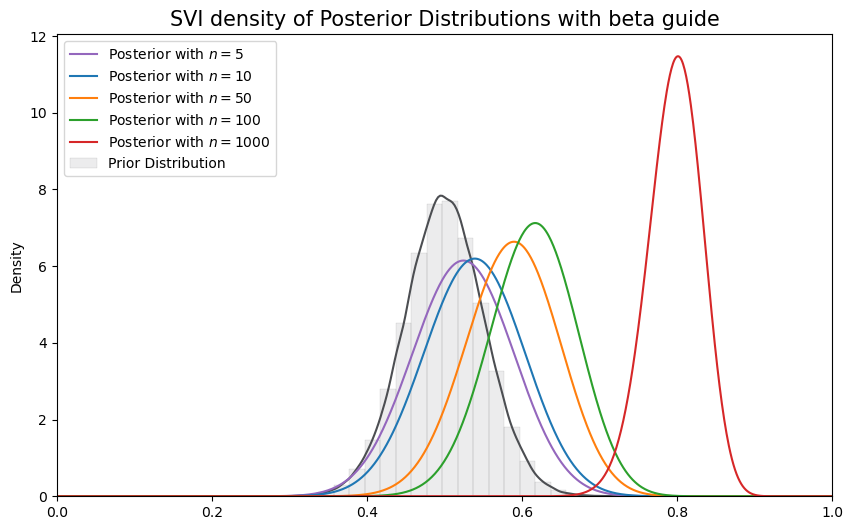 SVI density of Posterior Distributions with beta guide
Posterior with n = 5
Posterior with n = 10
Posterior with n = 50
Posterior with n = 100
Posterior with n = 1000
Prior Distribution
Density
12
10
8
6
4
2
0
0.0 0.2 0.4 0.6 0.8 1.0